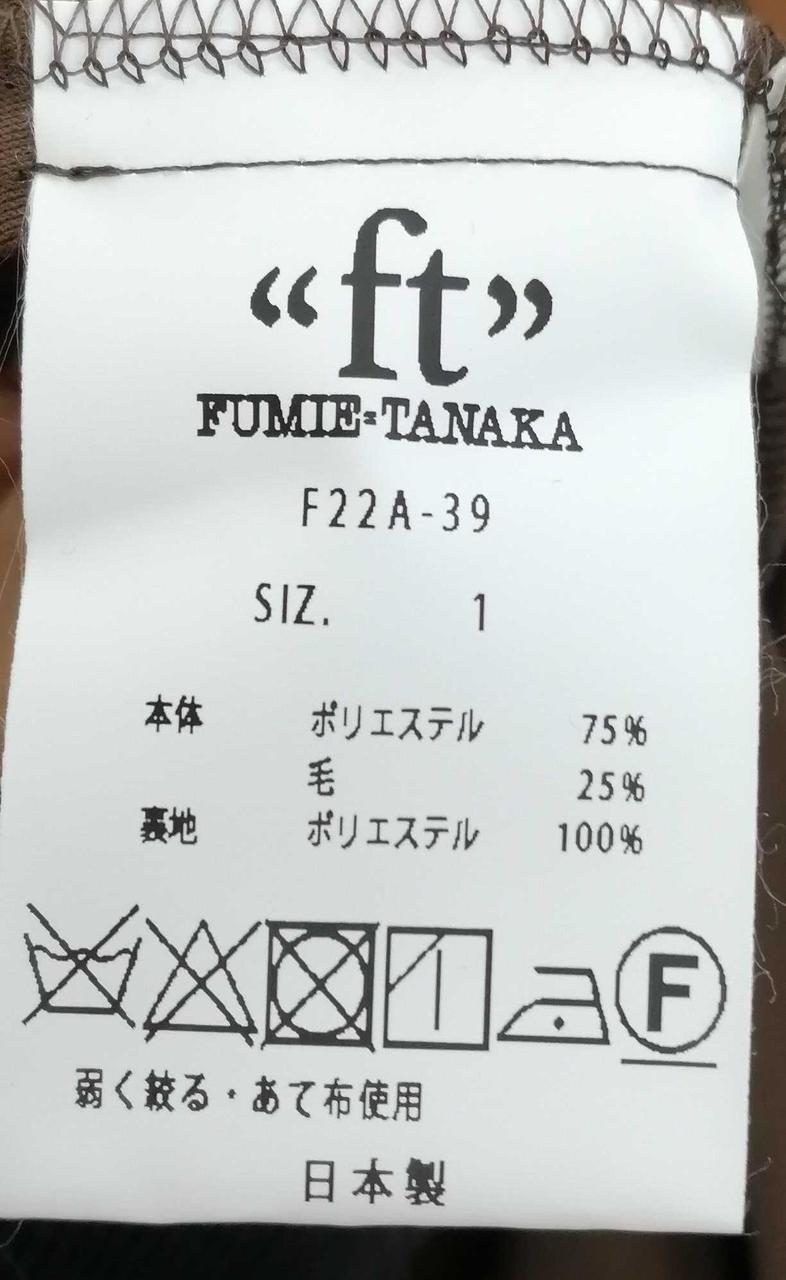 “ft”
FUMIE=TANAKA
F22A-39
SIZ. 1
本体 ポリエステル 75%
毛 25%
裏地 ポリエステル 100%
F
弱く絞る・あて布使用
日本製